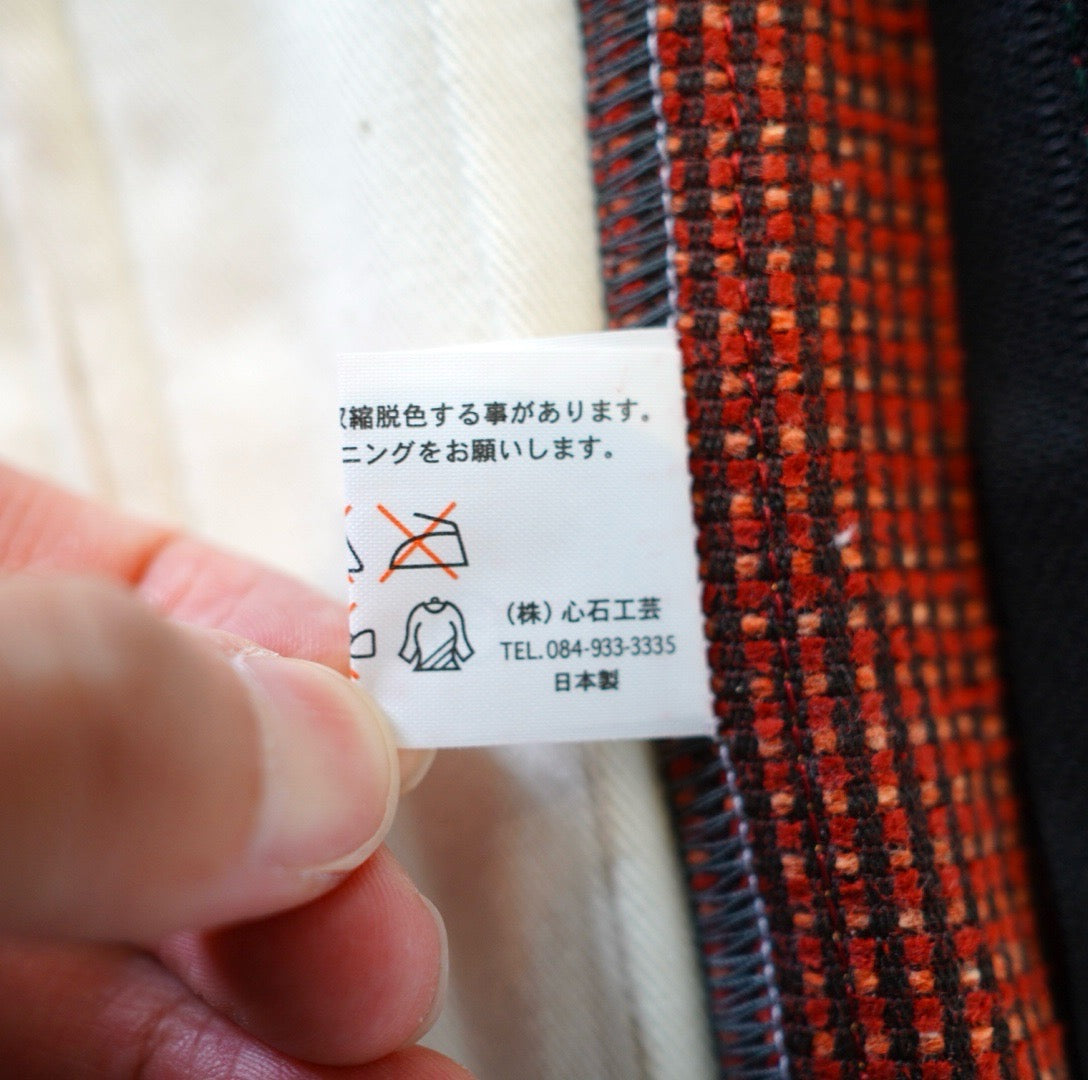 縮脱色する事があります。
ニングをお願いします。
(株)心石工芸
TEL.084-933-3335
日本製